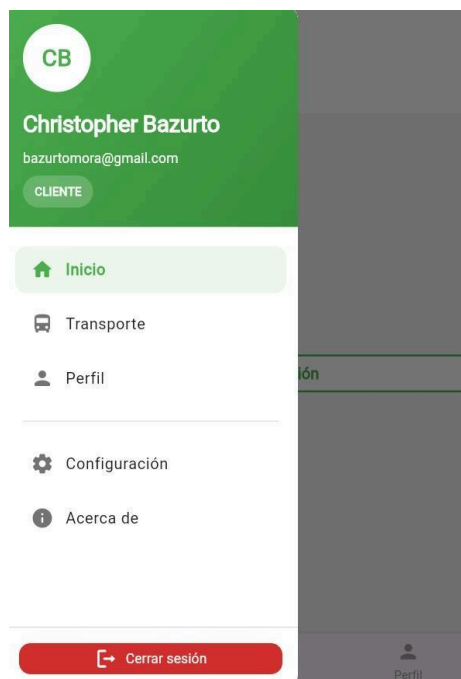 CB
Christopher Bazurto
bazurtomora@gmail.com
CLIENTE
Inicio
Transporte
Perfil
ión
Configuración
Acerca de
Cerrar sesión
Perfil